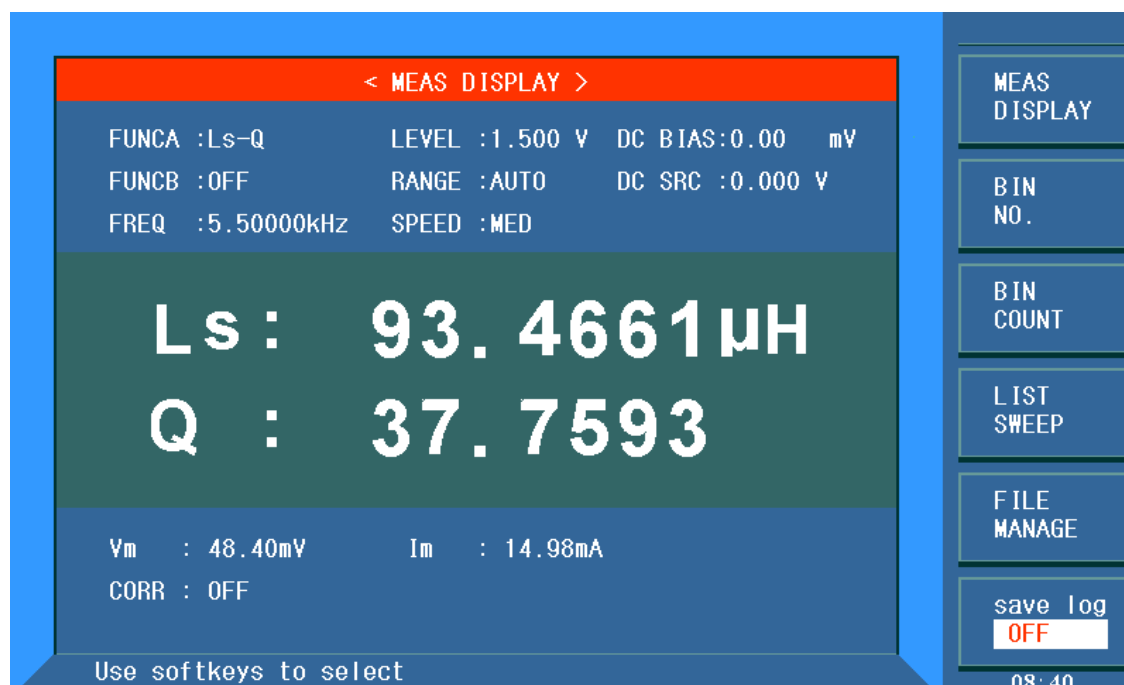 < MEAS DISPLAY >
FUNCA :Ls-Q LEVEL :1.500 V DC BIAS:0.00 mV
FUNCB :OFF RANGE :AUTO DC SRC :0.000 V
FREQ :5.50000kHz SPEED :MED
Ls: 93.4661µH
Q : 37.7593
Vm : 48.40mV Im : 14.98mA
CORR : OFF
Use softkeys to select
MEAS
DISPLAY
BIN
NO.
BIN
COUNT
LIST
SWEEP
FILE
MANAGE
save log
OFF
08:40